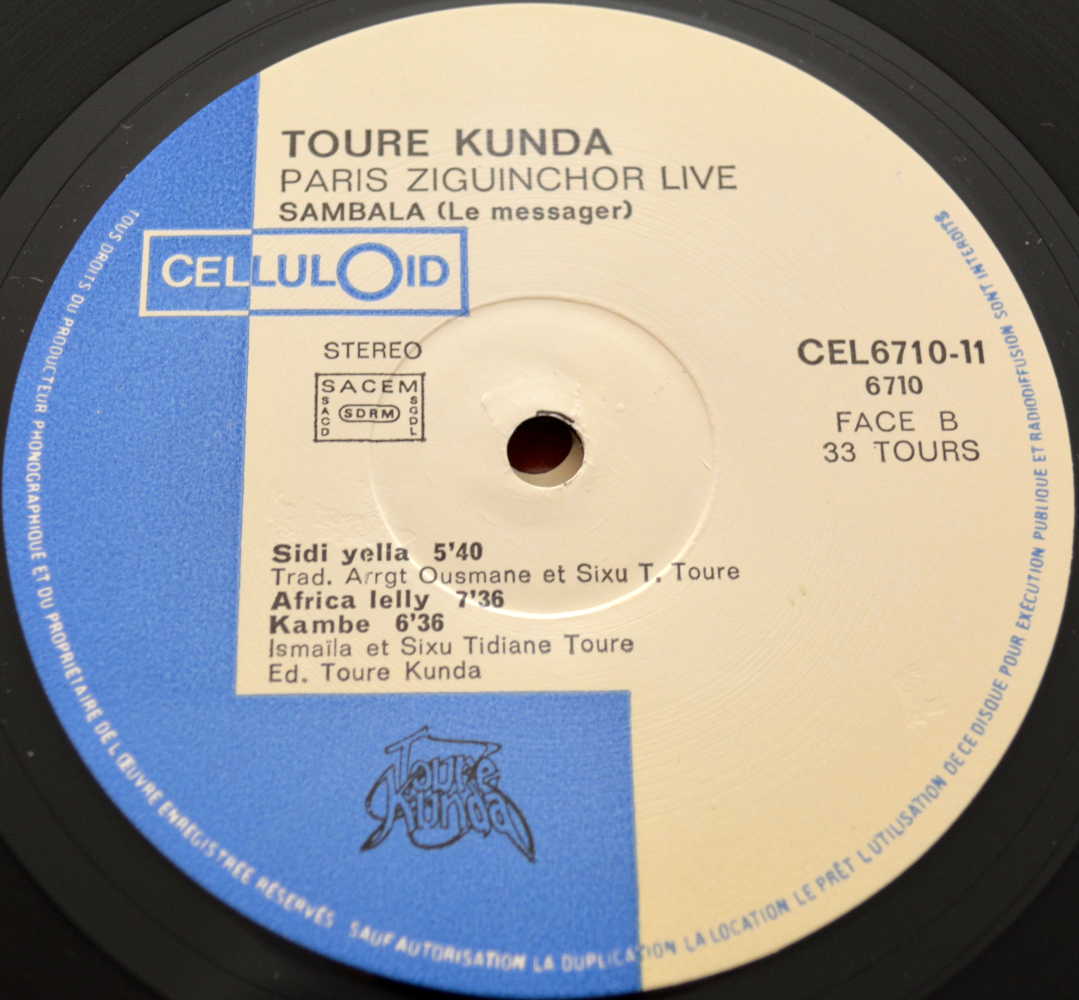 TOURE KUNDA
PARIS ZIGUINCHOR LIVE
SAMBALA (Le messager)
CELLULOID
STEREO
SACEM
SACD
SDRM
SGDL
CEL6710-11
6710
FACE B
33 TOURS
Sidi yella 5'40
Trad. Arrgt Ousmane et Sixu T. Toure
Africa lelly 7'36
Kambe 6'36
Ismaïla et Sixu Tidiane Toure
Ed. Toure Kunda
Toure
Kunda
TOUS DROITS DU PRODUCTEUR PHONOGRAPHIQUE ET DU PROPRIÉTAIRE DE L'ŒUVRE ENREGISTRÉE RÉSERVÉS SAUF AUTORISATION LA DUPLICATION LA LOCATION LE PRÊT L'UTILISATION DE CE DISQUE POUR EXÉCUTION PUBLIQUE ET RADIODIFFUSION SONT INTERDITS